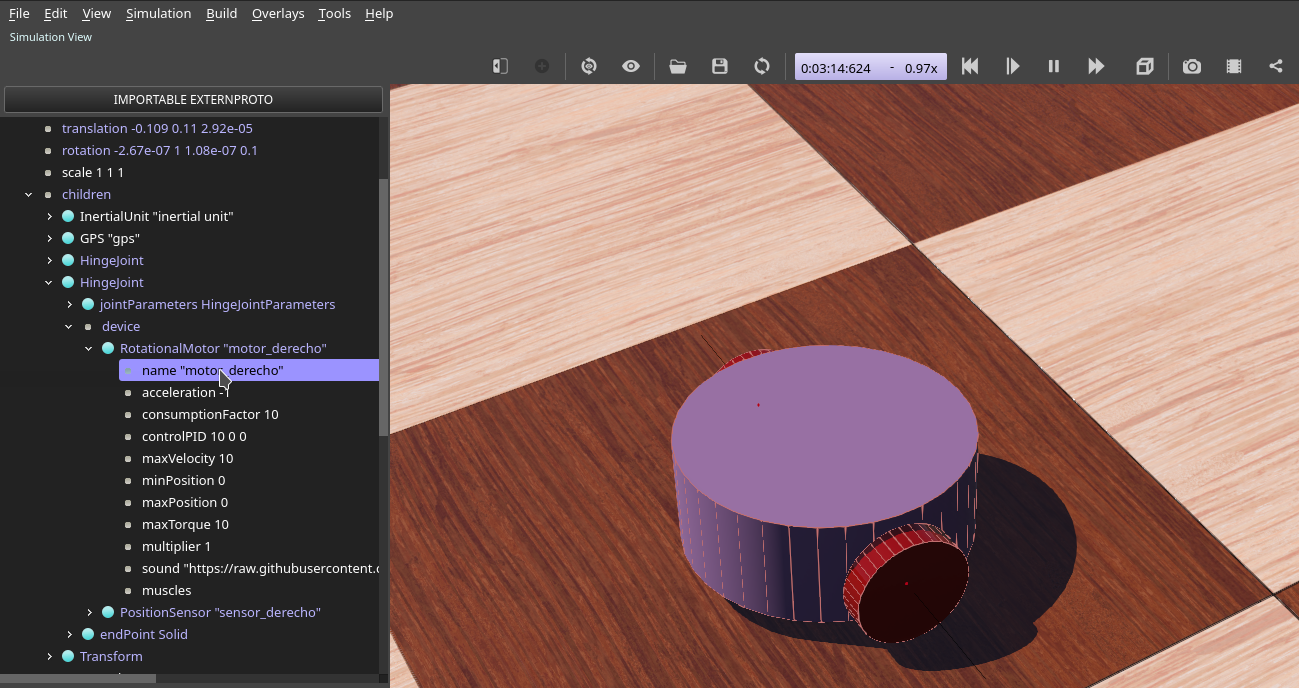 File Edit View Simulation Build Overlays Tools Help
Simulation View
0:03:14:624 - 0.97x
IMPORTABLE EXTERNPROTO
translation -0.109 0.11 2.92e-05
rotation -2.67e-07 1 1.08e-07 0.1
scale 1 1 1
children
InertialUnit "inertial unit"
GPS "gps"
HingeJoint
HingeJoint
jointParameters HingeJointParameters
device
RotationalMotor "motor_derecho"
name "motor_derecho"
acceleration -1
consumptionFactor 10
controlPID 10 0 0
maxVelocity 10
minPosition 0
maxPosition 0
maxTorque 10
multiplier 1
sound "https://raw.githubusercontent.c
muscles
PositionSensor "sensor_derecho"
endPoint Solid
Transform